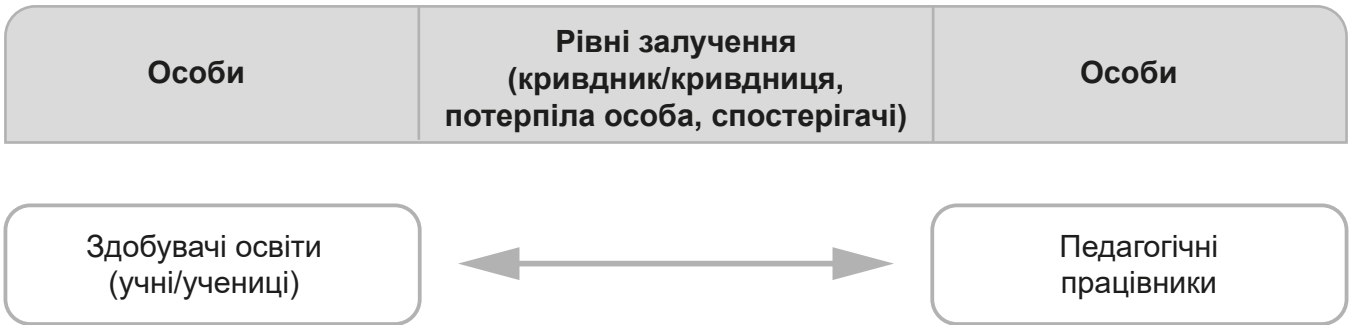 Особи
Рівні залучення
(кривдник/кривдниця,
потерпіла особа, спостерігачі)
Особи
Здобувачі освіти
(учні/учениці)
Педагогічні
працівники